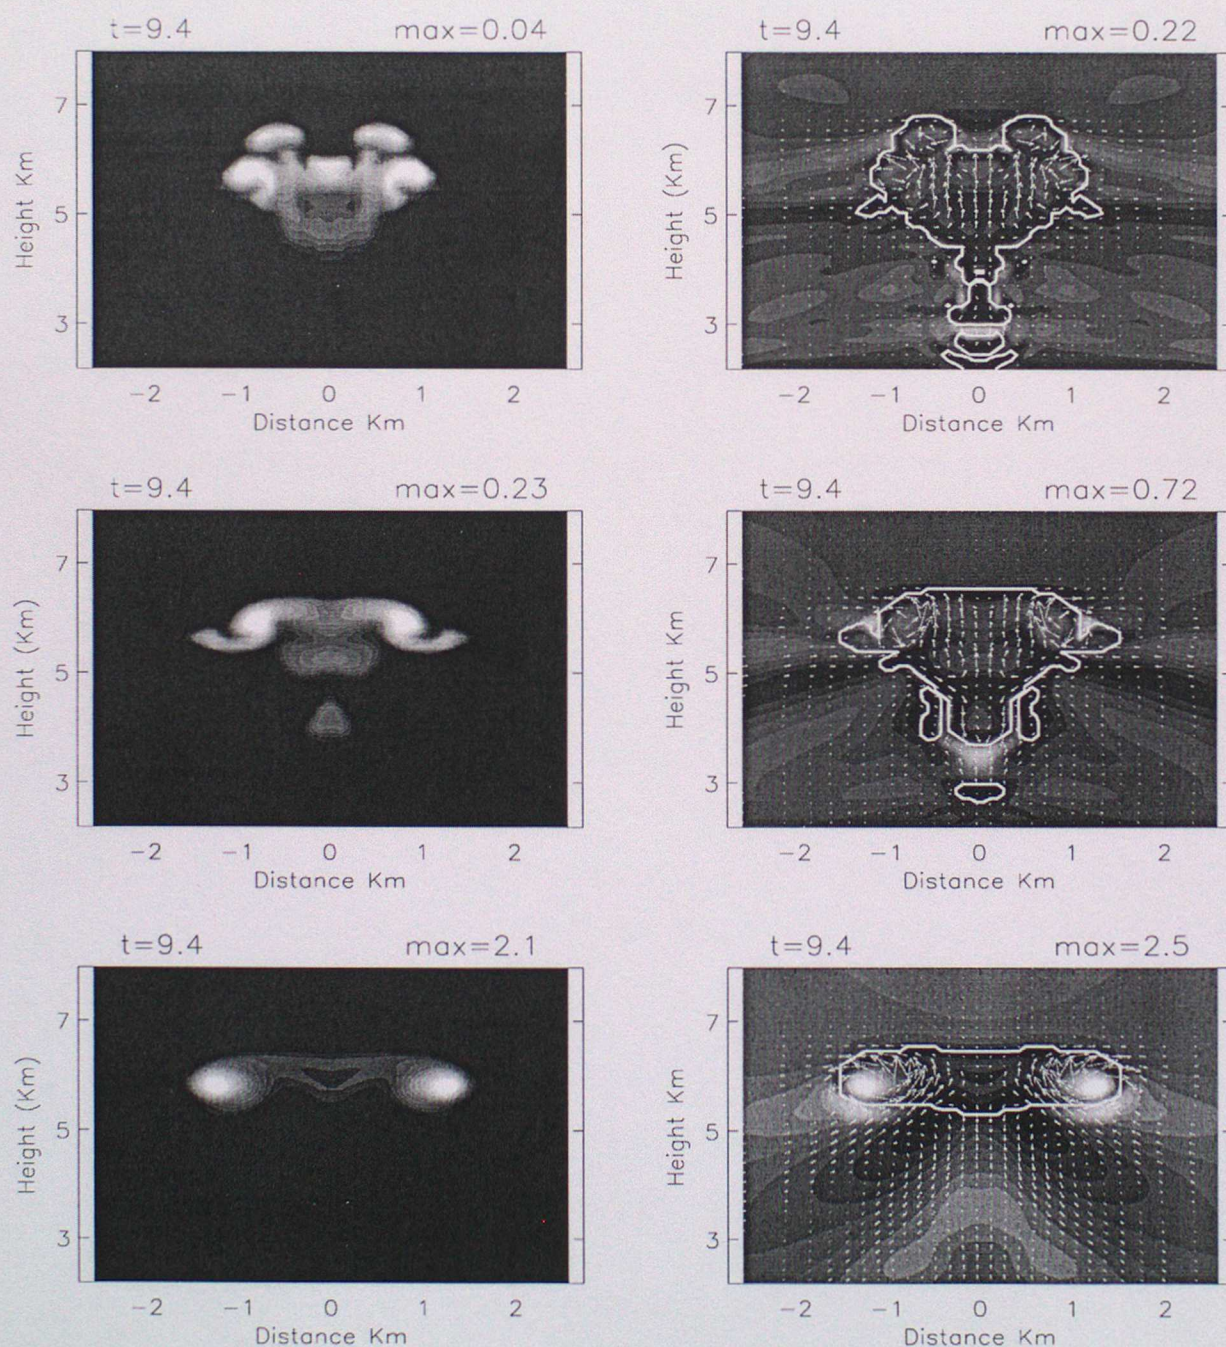 t=9.4 max=0.04
Height Km
7
5
3
-2 -1 0 1 2
Distance Km
t=9.4 max=0.22
Height (Km)
7
5
3
-2 -1 0 1 2
Distance Km
t=9.4 max=0.23
Height (Km)
7
5
3
-2 -1 0 1 2
Distance Km
t=9.4 max=0.72
Height Km
7
5
3
-2 -1 0 1 2
Distance Km
t=9.4 max=2.1
Height (Km)
7
5
3
-2 -1 0 1 2
Distance Km
t=9.4 max=2.5
Height Km
7
5
3
-2 -1 0 1 2
Distance Km